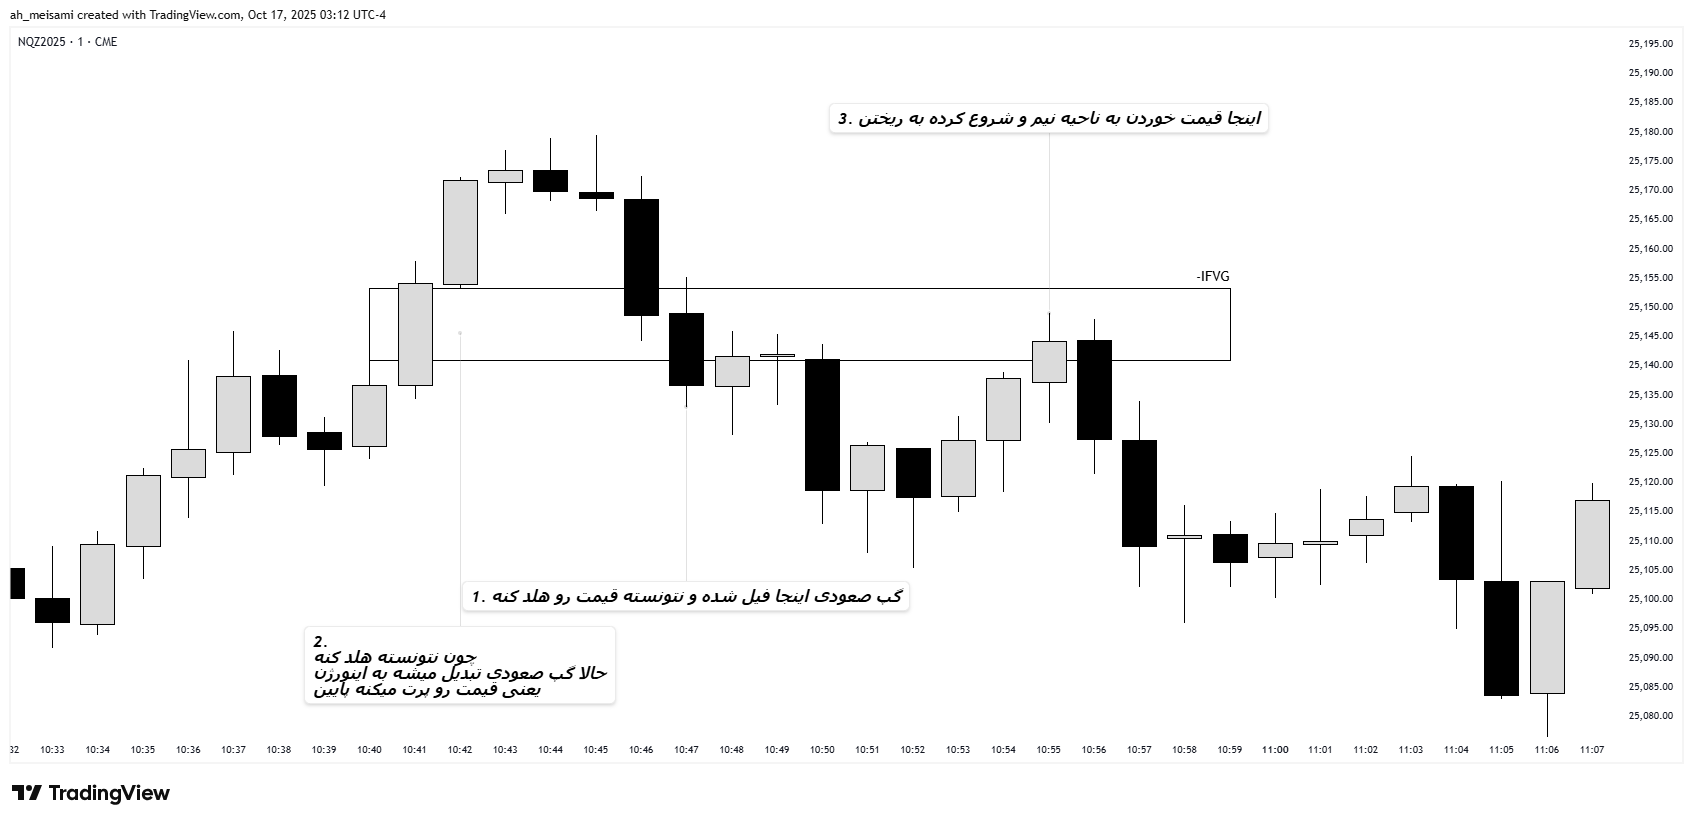 ah_meisami created with TradingView.com, Oct 17, 2025 03:12 UTC-4
NQZ2025 · 1 · CME
3. اینجا قیمت خوردن به ناحیه نیم و شروع کرده به ریختن
-IFVG
1. گپ صعودی اینجا فیل شده و نتونسته قیمت رو هلد کنه
2.
چون نتونسته هلد کنه
حالا گپ صعودی تبدیل میشه به اینورژن
یعنی قیمت رو پرت میکنه پایین
25,195.00
25,190.00
25,185.00
25,180.00
25,175.00
25,170.00
25,165.00
25,160.00
25,155.00
25,150.00
25,145.00
25,140.00
25,135.00
25,130.00
25,125.00
25,120.00
25,115.00
25,110.00
25,105.00
25,100.00
25,095.00
25,090.00
25,085.00
25,080.00
32 10:33 10:34 10:35 10:36 10:37 10:38 10:39 10:40 10:41 10:42 10:43 10:44 10:45 10:46 10:47 10:48 10:49 10:50 10:51 10:52 10:53 10:54 10:55 10:56 10:57 10:58 10:59 11:00 11:01 11:02 11:03 11:04 11:05 11:06 11:07
TradingView